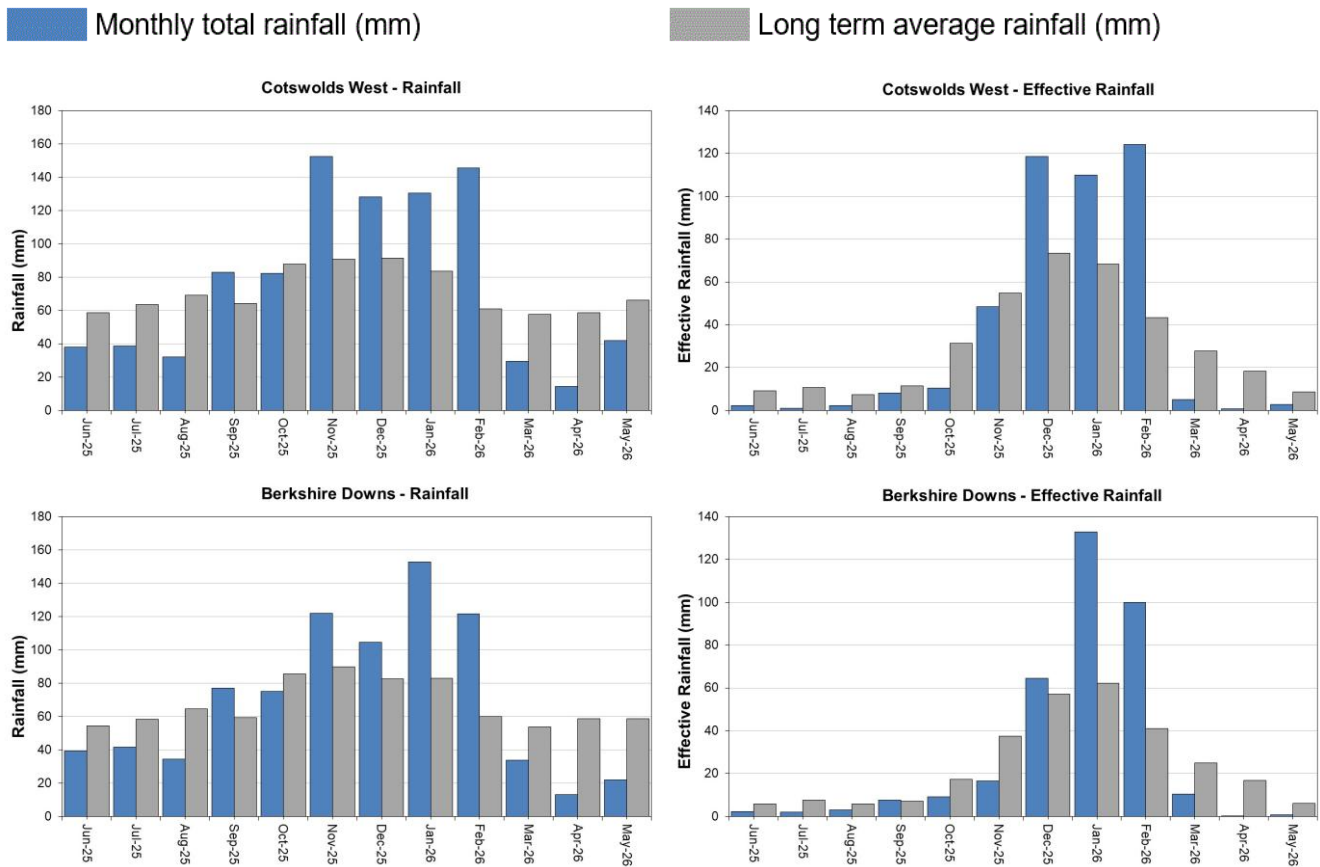 Monthly total rainfall (mm)
Long term average rainfall (mm)
Cotswolds West - Rainfall
Rainfall (mm)
180
160
140
120
100
80
60
40
20
0
Jun-25
Jul-25
Aug-25
Sep-25
Oct-25
Nov-25
Dec-25
Jan-26
Feb-26
Mar-26
Apr-26
May-26
Cotswolds West - Effective Rainfall
Effective Rainfall (mm)
140
120
100
80
60
40
20
0
Jun-25
Jul-25
Aug-25
Sep-25
Oct-25
Nov-25
Dec-25
Jan-26
Feb-26
Mar-26
Apr-26
May-26
Berkshire Downs - Rainfall
Rainfall (mm)
180
160
140
120
100
80
60
40
20
0
Jun-25
Jul-25
Aug-25
Sep-25
Oct-25
Nov-25
Dec-25
Jan-26
Feb-26
Mar-26
Apr-26
May-26
Berkshire Downs - Effective Rainfall
Effective Rainfall (mm)
140
120
100
80
60
40
20
0
Jun-25
Jul-25
Aug-25
Sep-25
Oct-25
Nov-25
Dec-25
Jan-26
Feb-26
Mar-26
Apr-26
May-26